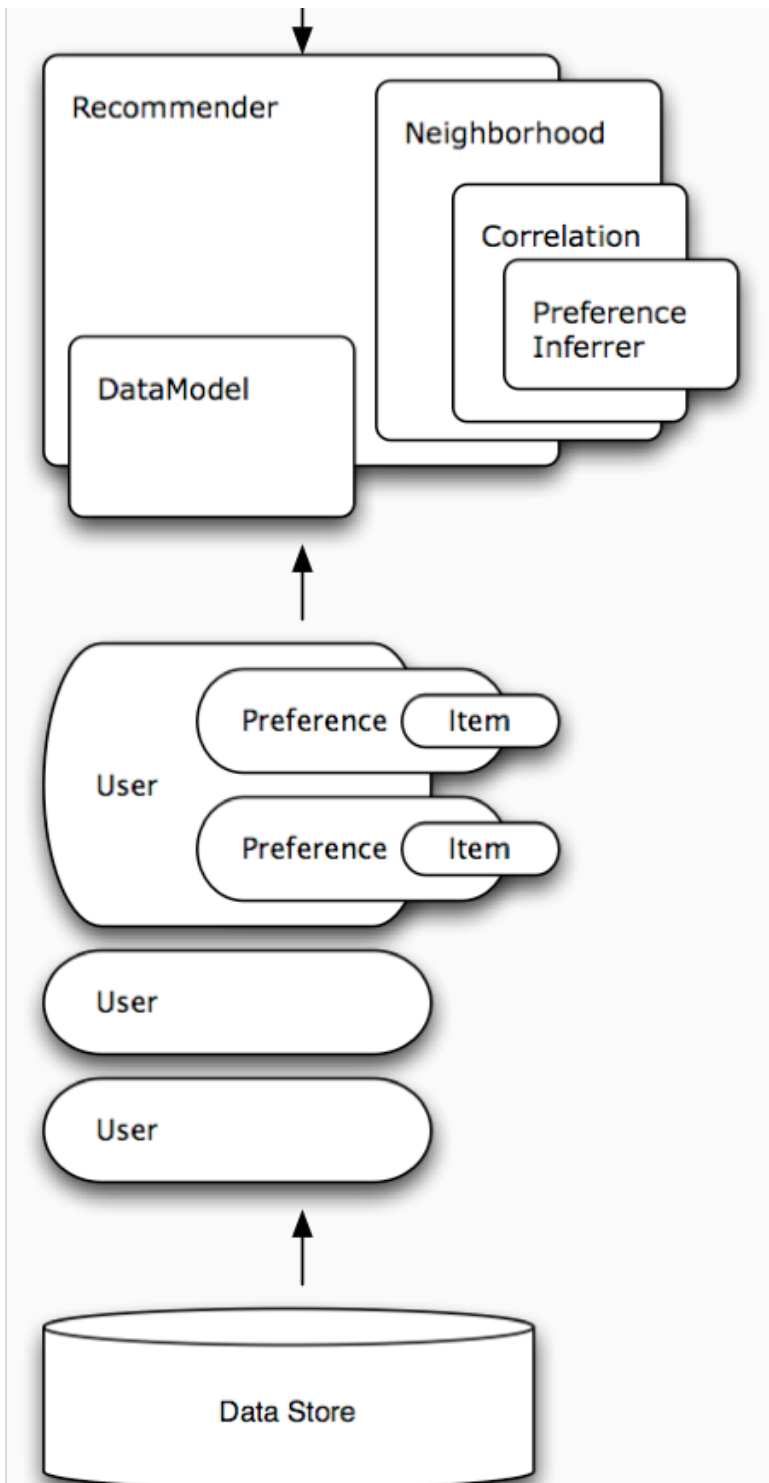 Recommender
Neighborhood
Correlation
Preference
Inferrer
DataModel
Preference
Item
User
Preference
Item
User
User
Data Store